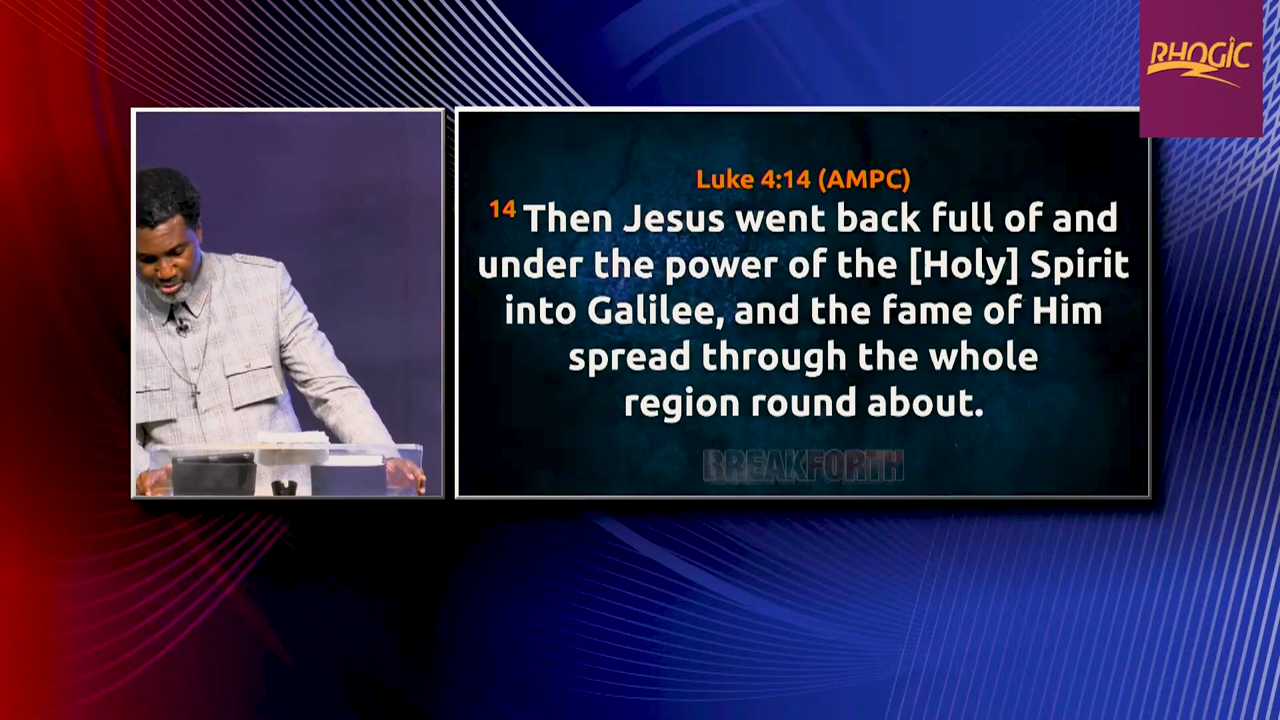 RHOGIC
Luke 4:14 (AMPC)
14 Then Jesus went back full of and
under the power of the [Holy] Spirit
into Galilee, and the fame of Him
spread through the whole
region round about.
BREAKFORTH